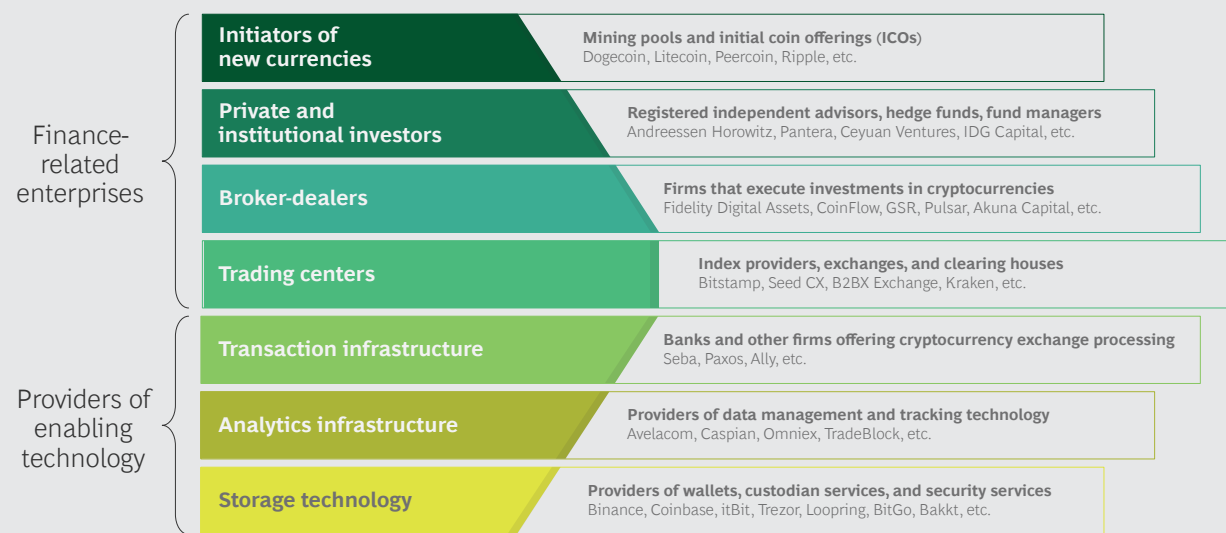 Finance-
related
enterprises
Initiators of
new currencies
Mining pools and initial coin offerings (ICOs)
Dogecoin, Litecoin, Peercoin, Ripple, etc.
Private and
institutional investors
Registered independent advisors, hedge funds, fund managers
Andreessen Horowitz, Pantera, Ceyuan Ventures, IDG Capital, etc.
Broker-dealers
Firms that execute investments in cryptocurrencies
Fidelity Digital Assets, CoinFlow, GSR, Pulsar, Akuna Capital, etc.
Trading centers
Index providers, exchanges, and clearing houses
Bitstamp, Seed CX, B2BX Exchange, Kraken, etc.
Providers of
enabling
technology
Transaction infrastructure
Banks and other firms offering cryptocurrency exchange processing
Seba, Paxos, Ally, etc.
Analytics infrastructure
Providers of data management and tracking technology
Avelacom, Caspian, Omniex, TradeBlock, etc.
Storage technology
Providers of wallets, custodian services, and security services
Binance, Coinbase, itBit, Trezor, Loopring, BitGo, Bakkt, etc.